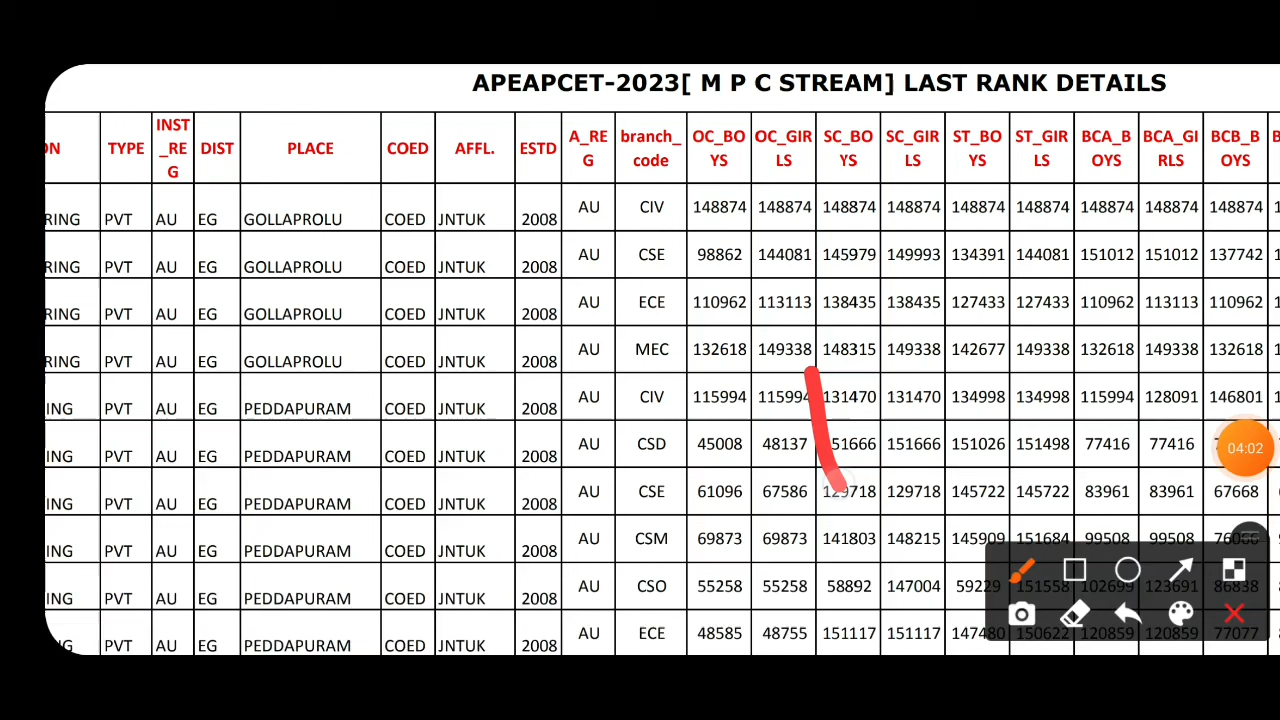 APEAPCET-2023[ M P C STREAM] LAST RANK DETAILS
ON TYPE INST_REG DIST PLACE COED AFFL. ESTD A_REG branch_code OC_BOYS OC_GIRLS SC_BOYS SC_GIRLS ST_BOYS ST_GIRLS BCA_BOYS BCA_GIRLS BCB_BOYS
RING PVT AU EG GOLLAPROLU COED JNTUK 2008 AU CIV 148874 148874 148874 148874 148874 148874 148874 148874 148874
RING PVT AU EG GOLLAPROLU COED JNTUK 2008 AU CSE 98862 144081 145979 149993 134391 144081 151012 151012 137742
RING PVT AU EG GOLLAPROLU COED JNTUK 2008 AU ECE 110962 113113 138435 138435 127433 127433 110962 113113 110962
RING PVT AU EG GOLLAPROLU COED JNTUK 2008 AU MEC 132618 149338 148315 149338 142677 149338 132618 149338 132618
ING PVT AU EG PEDDAPURAM COED JNTUK 2008 AU CIV 115994 115994 131470 131470 134998 134998 115994 128091 146801
ING PVT AU EG PEDDAPURAM COED JNTUK 2008 AU CSD 45008 48137 151666 151666 151026 151498 77416 77416
04:02
ING PVT AU EG PEDDAPURAM COED JNTUK 2008 AU CSE 61096 67586 129718 129718 145722 145722 83961 83961 67668
ING PVT AU EG PEDDAPURAM COED JNTUK 2008 AU CSM 69873 69873 141803 148215 145909 151684 99508 99508
ING PVT AU EG PEDDAPURAM COED JNTUK 2008 AU CSO 55258 55258 58892 147004 59229 151558 102699 123691 86838
NG PVT AU EG PEDDAPURAM COED JNTUK 2008 AU ECE 48585 48755 151117 151117 147480 150622 120859 120859 77077